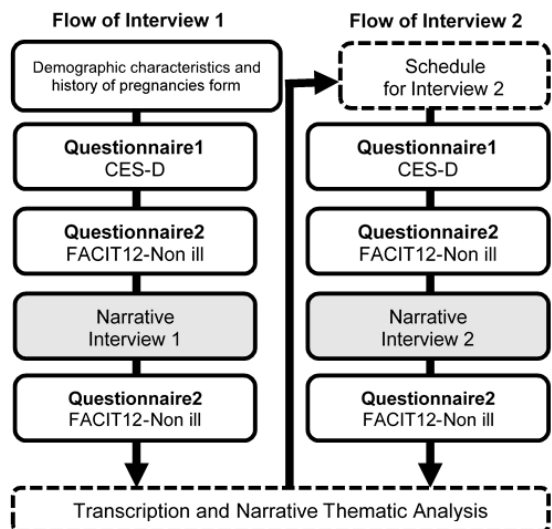 Flow of Interview 1
Demographic characteristics and
history of pregnancies form
Questionnaire1
CES-D
Questionnaire2
FACIT12-Non ill
Narrative
Interview 1
Questionnaire2
FACIT12-Non ill
Flow of Interview 2
Schedule
for Interview 2
Questionnaire1
CES-D
Questionnaire2
FACIT12-Non ill
Narrative
Interview 2
Questionnaire2
FACIT12-Non ill
Transcription and Narrative Thematic Analysis